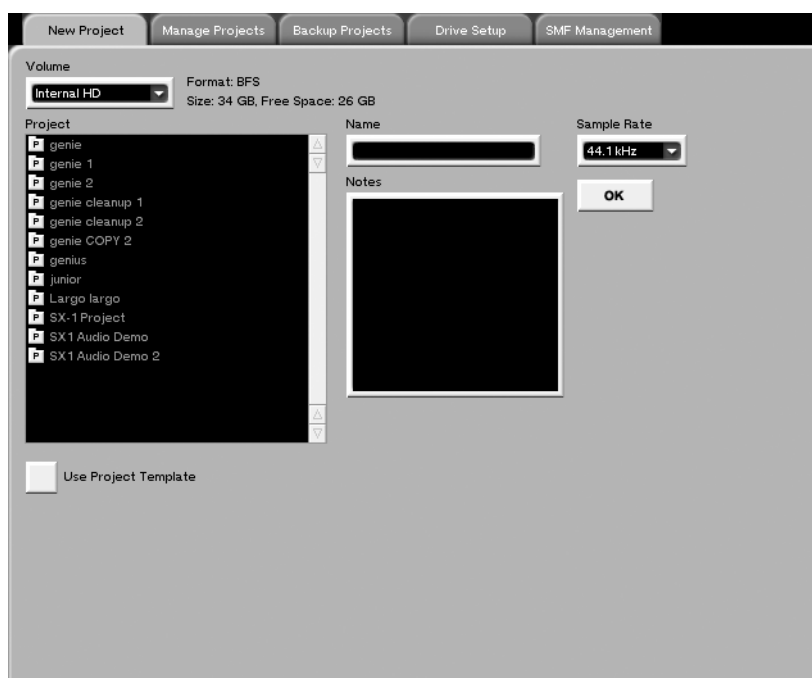 New Project Manage Projects Backup Projects Drive Setup SMF Management
Volume
Internal HD
Format: BFS
Size: 34 GB, Free Space: 26 GB
Project
P genie
P genie 1
P genie 2
P genie cleanup 1
P genie cleanup 2
P genie COPY 2
P genius
P junior
P Largo largo
P SX-1 Project
P SX1 Audio Demo
P SX1 Audio Demo 2
Name
Notes
Sample Rate
44.1 kHz
OK
Use Project Template